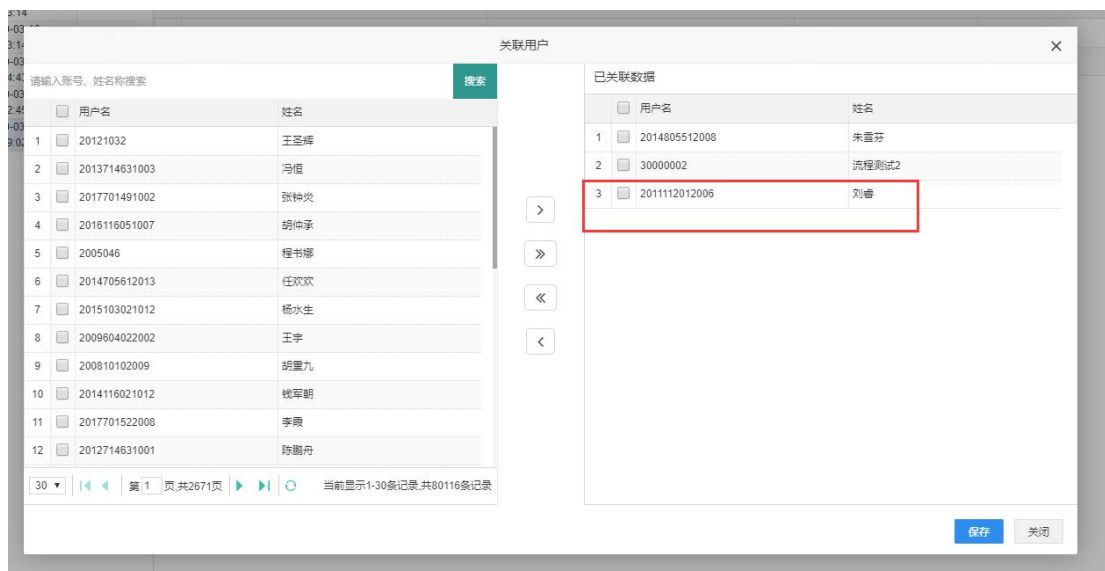 3:14
关联用户
请输入账号、姓名称搜索
搜索
用户名 姓名
1 20121032 王圣辉
2 2013714631003 冯恒
3 2017701491002 张钟炎
4 2016116051007 胡仲承
5 2005046 程书娜
6 2014705612013 任欢欢
7 2015103021012 杨水生
8 2009604022002 王宇
9 200810102009 胡重九
10 2014116021012 钱军朝
11 2017701522008 李霞
12 2012714631001 陈鹏舟
30 第 1 页,共2671页 当前显示1-30条记录,共80116条记录
已关联数据
用户名 姓名
1 2014805512008 朱雪芬
2 30000002 流程测试2
3 2011112012006 刘睿
保存
关闭